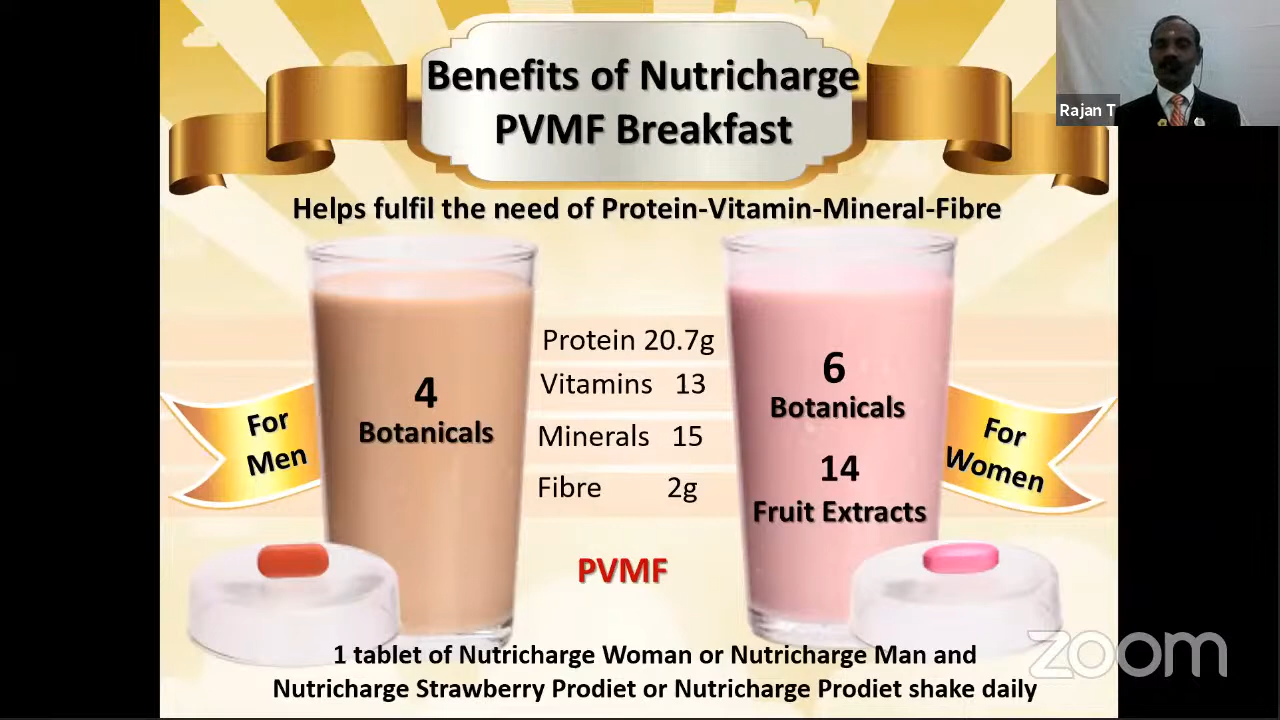 Benefits of Nutricharge
PVMF Breakfast
Rajan T
Helps fulfil the need of Protein-Vitamin-Mineral-Fibre
Protein 20.7g
Vitamins 13
Minerals 15
Fibre 2g
4
Botanicals
6
Botanicals
14
Fruit Extracts
For
Men
For
Women
PVMF
1 tablet of Nutricharge Woman or Nutricharge Man and
Nutricharge Strawberry Prodiet or Nutricharge Prodiet shake daily
zoom